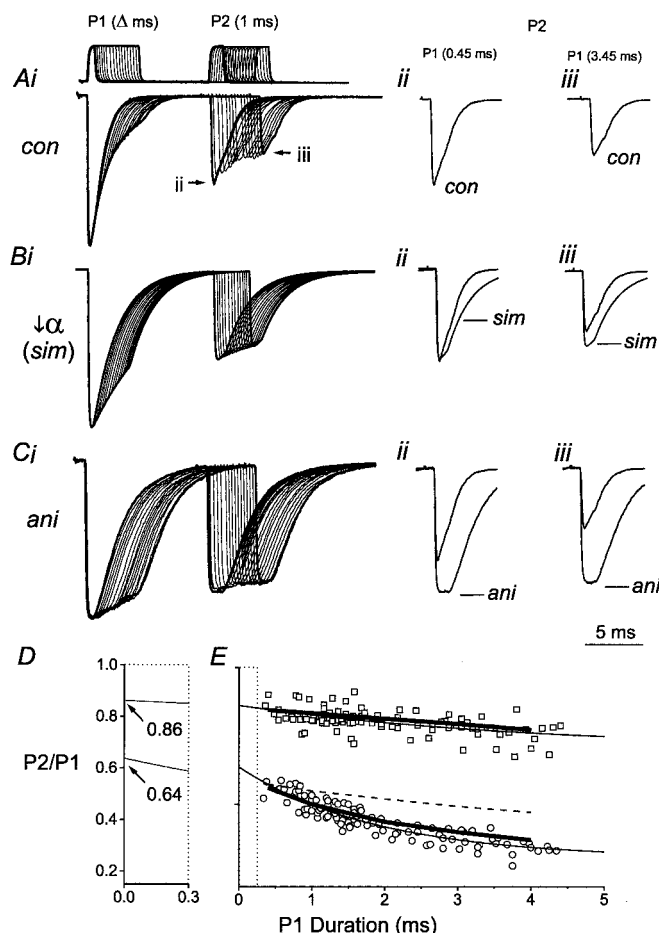 P1 (Δ ms)
P2 (1 ms)
P2
Ai
ii
P1 (0.45 ms)
iii
P1 (3.45 ms)
con
ii
iii
con
con
Bi
ii
iii
↓α
(sim)
sim
sim
Ci
ii
iii
ani
ani
ani
5 ms
D
E
1.0
0.8
0.86
P2/P1
0.6
0.64
0.4
0.2
0.0
0.3
0
1
2
3
4
5
P1 Duration (ms)